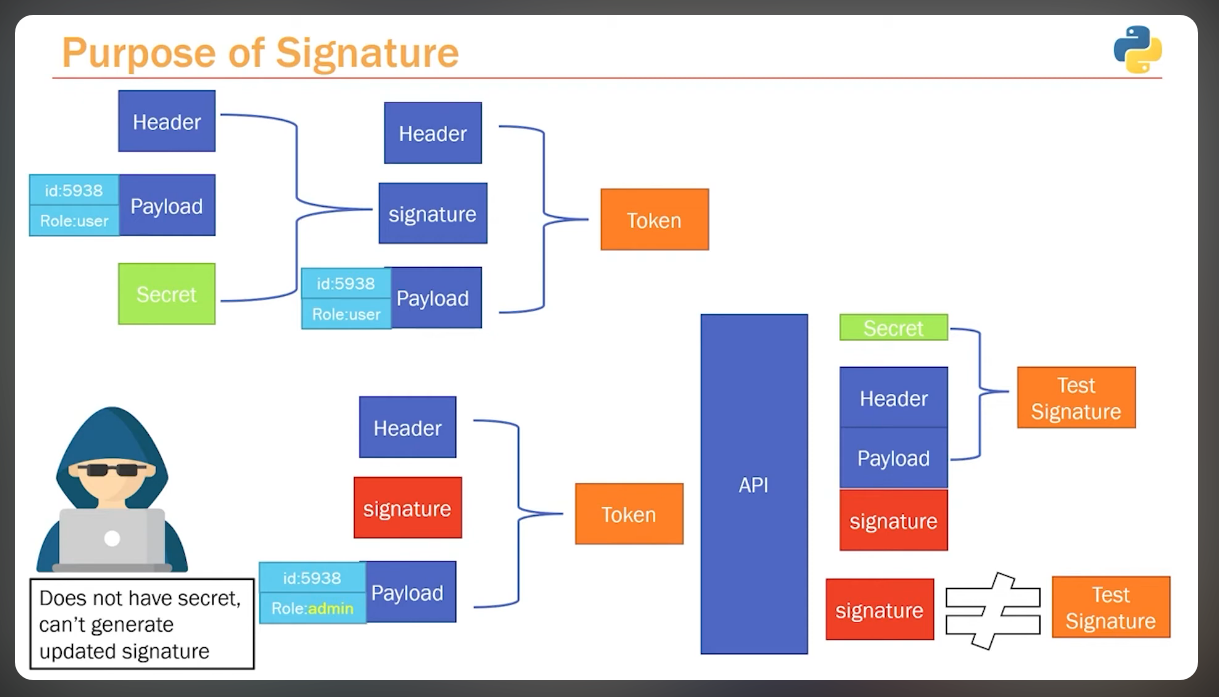 Purpose of Signature
Header
id:5938
Role:user
Payload
Secret
Header
signature
id:5938
Role:user
Payload
Token
Does not have secret,
can't generate
updated signature
Header
signature
id:5938
Role:admin
Payload
Token
API
Secret
Header
Payload
signature
Test
Signature
signature
Test
Signature